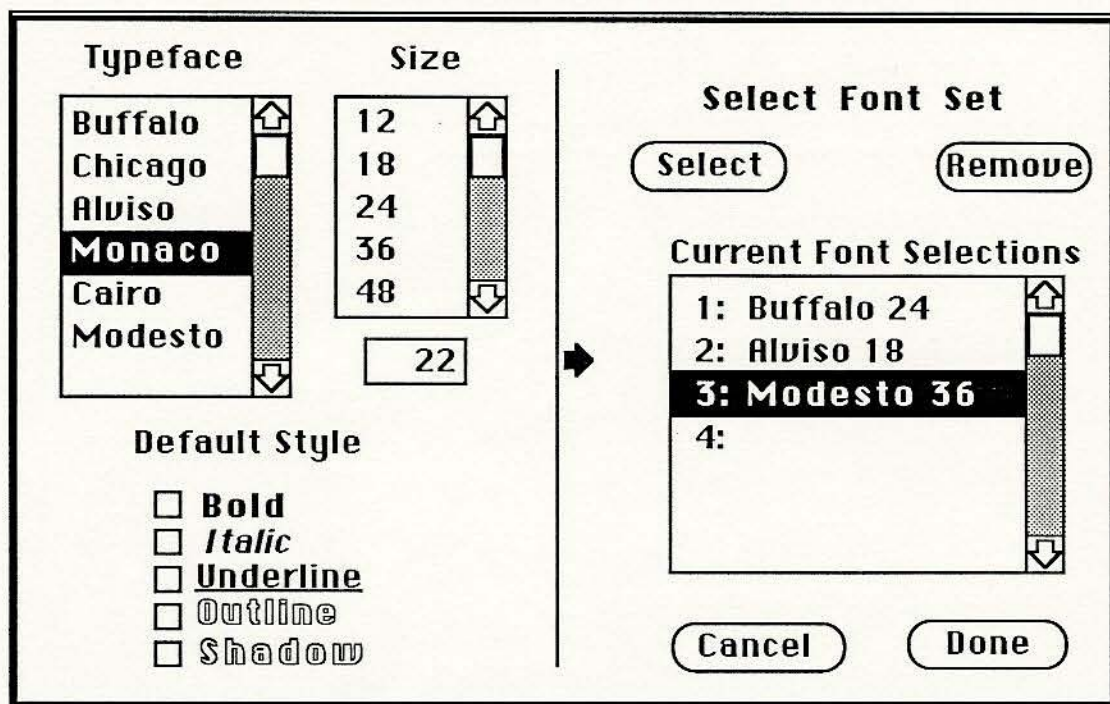 Typeface
Buffalo
Chicago
Alviso
Monaco
Cairo
Modesto
Size
12
18
24
36
48
22
Default Style
Bold
Italic
Underline
Outline
Shadow
Select Font Set
Select
Remove
Current Font Selections
1: Buffalo 24
2: Alviso 18
3: Modesto 36
4:
Cancel
Done